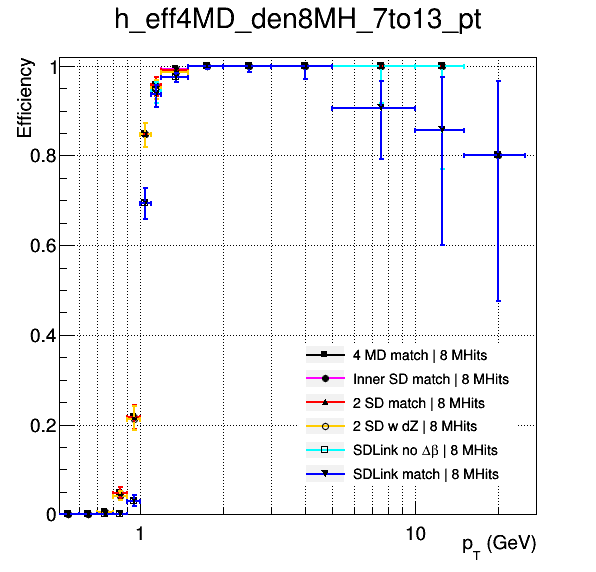 h_eff4MD_den8MH_7to13_pt
Efficiency
1
0.8
0.6
0.4
0.2
0
4 MD match | 8 MHits
Inner SD match | 8 MHits
2 SD match | 8 MHits
2 SD w dZ | 8 MHits
SDLink no Δβ | 8 MHits
SDLink match | 8 MHits
1 10
p_T (GeV)